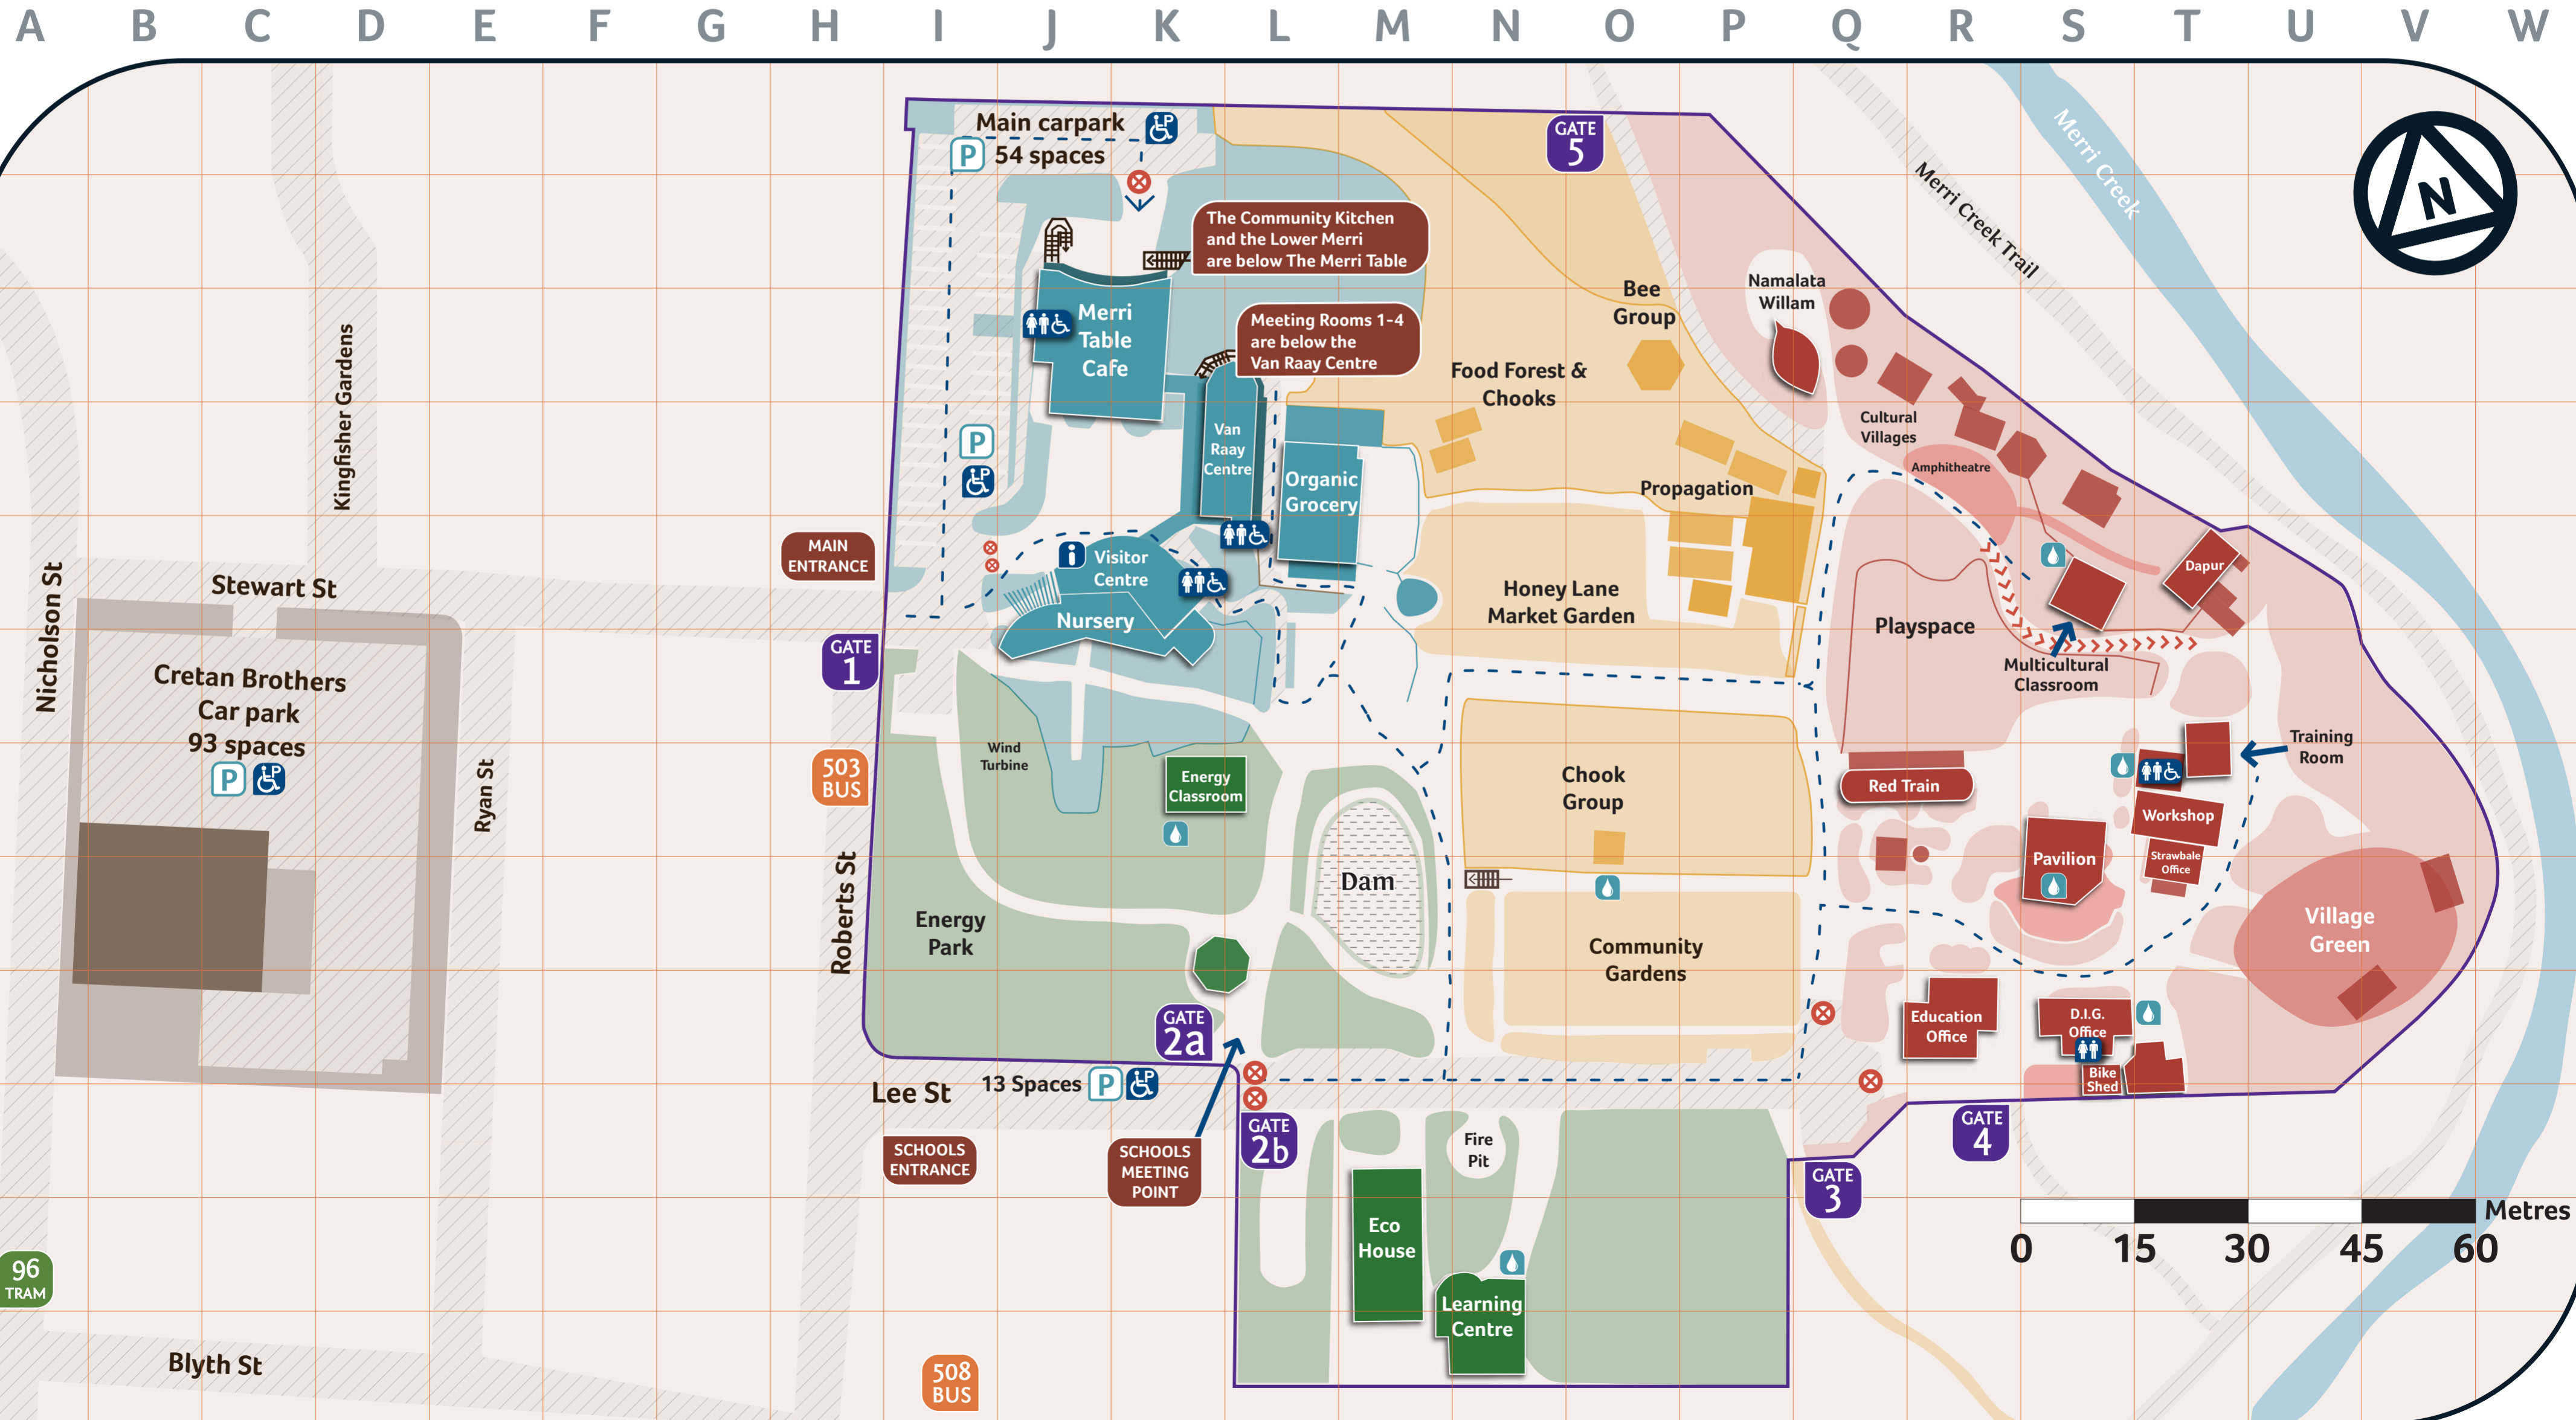 A B C D E F G H I J K L M N O P Q R S T U V W
Main carpark
P 54 spaces
P
GATE
5
Merri Creek
Merri Creek Trail
N
The Community Kitchen
and the Lower Merri
are below The Merri Table
Meeting Rooms 1-4
are below the
Van Raay Centre
Merri
Table
Cafe
Bee
Group
Namalata
Willam
Food Forest &
Chooks
Cultural
Villages
Amphitheatre
Kingfisher Gardens
P
P
Van
Raay
Centre
Organic
Grocery
Propagation
MAIN
ENTRANCE
i
Visitor
Centre
Nursery
Honey Lane
Market Garden
Playspace
Dapur
Multicultural
Classroom
Nicholson St
Stewart St
GATE
1
Cretan Brothers
Car park
93 spaces
P P
Ryan St
503
BUS
Roberts St
Wind
Turbine
Energy
Classroom
Chook
Group
Red Train
Training
Room
Workshop
Strawbale
Office
Pavilion
Dam
Energy
Park
Community
Gardens
Village
Green
GATE
2a
Education
Office
D.I.G.
Office
Bike
Shed
Lee St
13 Spaces P P
SCHOOLS
ENTRANCE
SCHOOLS
MEETING
POINT
GATE
2b
Fire
Pit
GATE
4
GATE
3
Eco
House
Learning
Centre
Metres
0 15 30 45 60
96
TRAM
Blyth St
508
BUS